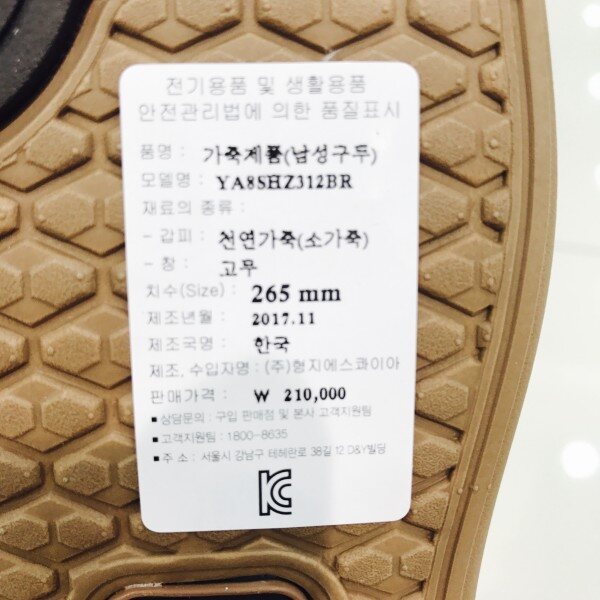 전기용품 및 생활용품
안전관리법에 의한 품질표시
품명 : 가죽제품(남성구두)
모델명 : YA8SHZ312BR
재료의 종류 :
- 갑피 : 천연가죽(소가죽)
- 창 : 고무
치수(Size) : 265 mm
제조년월 : 2017.11
제조국명 : 한국
제조, 수입자명 : (주)형지에스콰이아
판매가격 : ₩ 210,000
■ 상담문의 : 구입 판매점 및 본사 고객지원팀
■ 고객지원팀 : 1800-8635
■ 주 소 : 서울시 강남구 테헤란로 38길 12 D&Y빌딩
KC